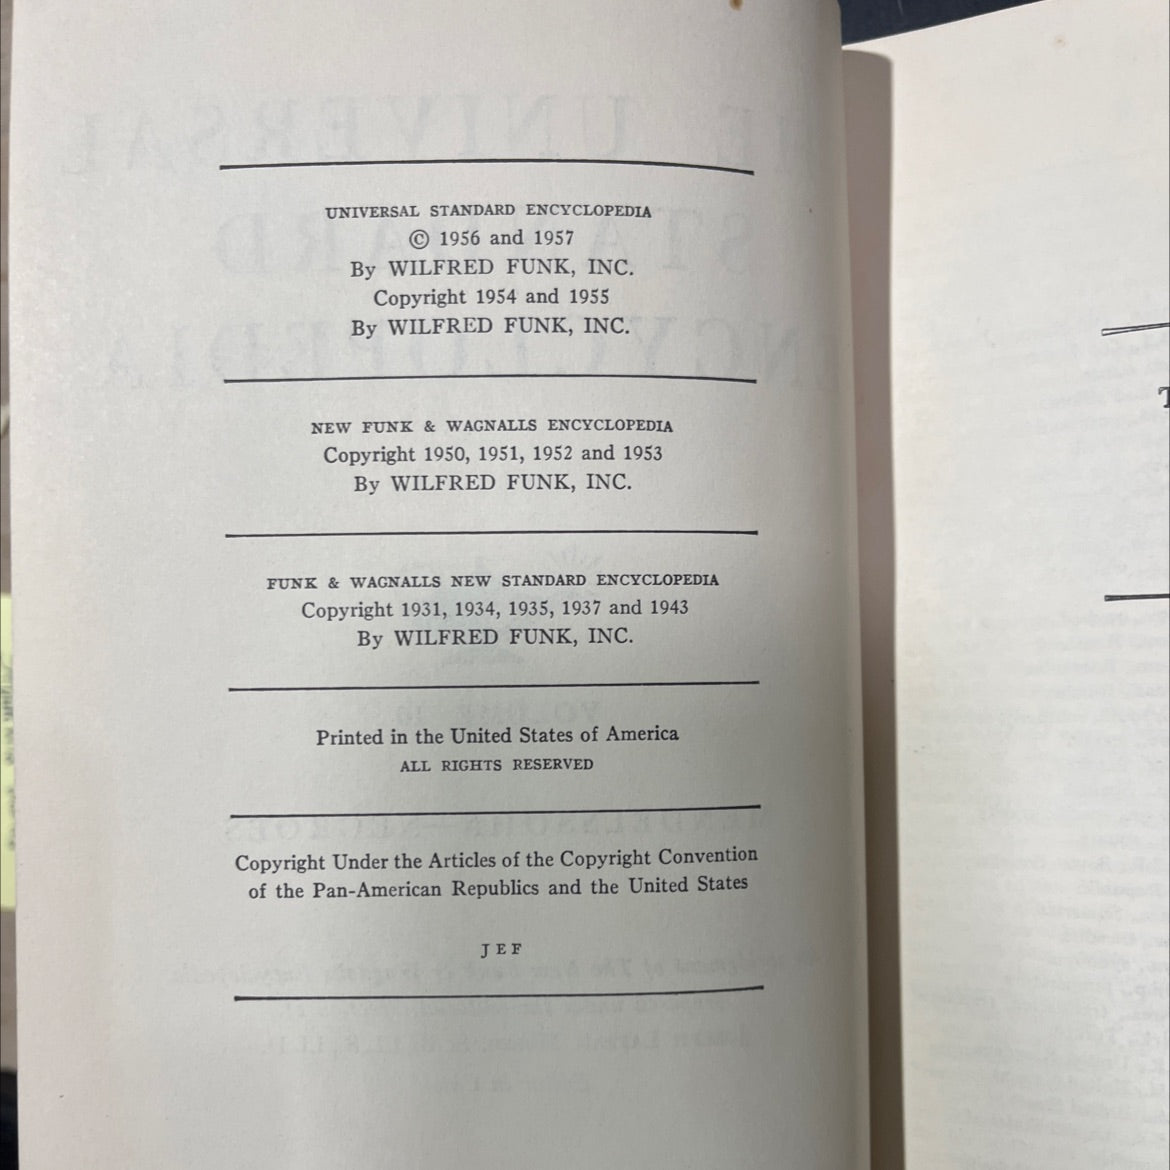 UNIVERSAL STANDARD ENCYCLOPEDIA
© 1956 and 1957
By WILFRED FUNK, INC.
Copyright 1954 and 1955
By WILFRED FUNK, INC.
NEW FUNK & WAGNALLS ENCYCLOPEDIA
Copyright 1950, 1951, 1952 and 1953
By WILFRED FUNK, INC.
FUNK & WAGNALLS NEW STANDARD ENCYCLOPEDIA
Copyright 1931, 1934, 1935, 1937 and 1943
By WILFRED FUNK, INC.
Printed in the United States of America
ALL RIGHTS RESERVED
Copyright Under the Articles of the Copyright Convention
of the Pan-American Republics and the United States
JEF